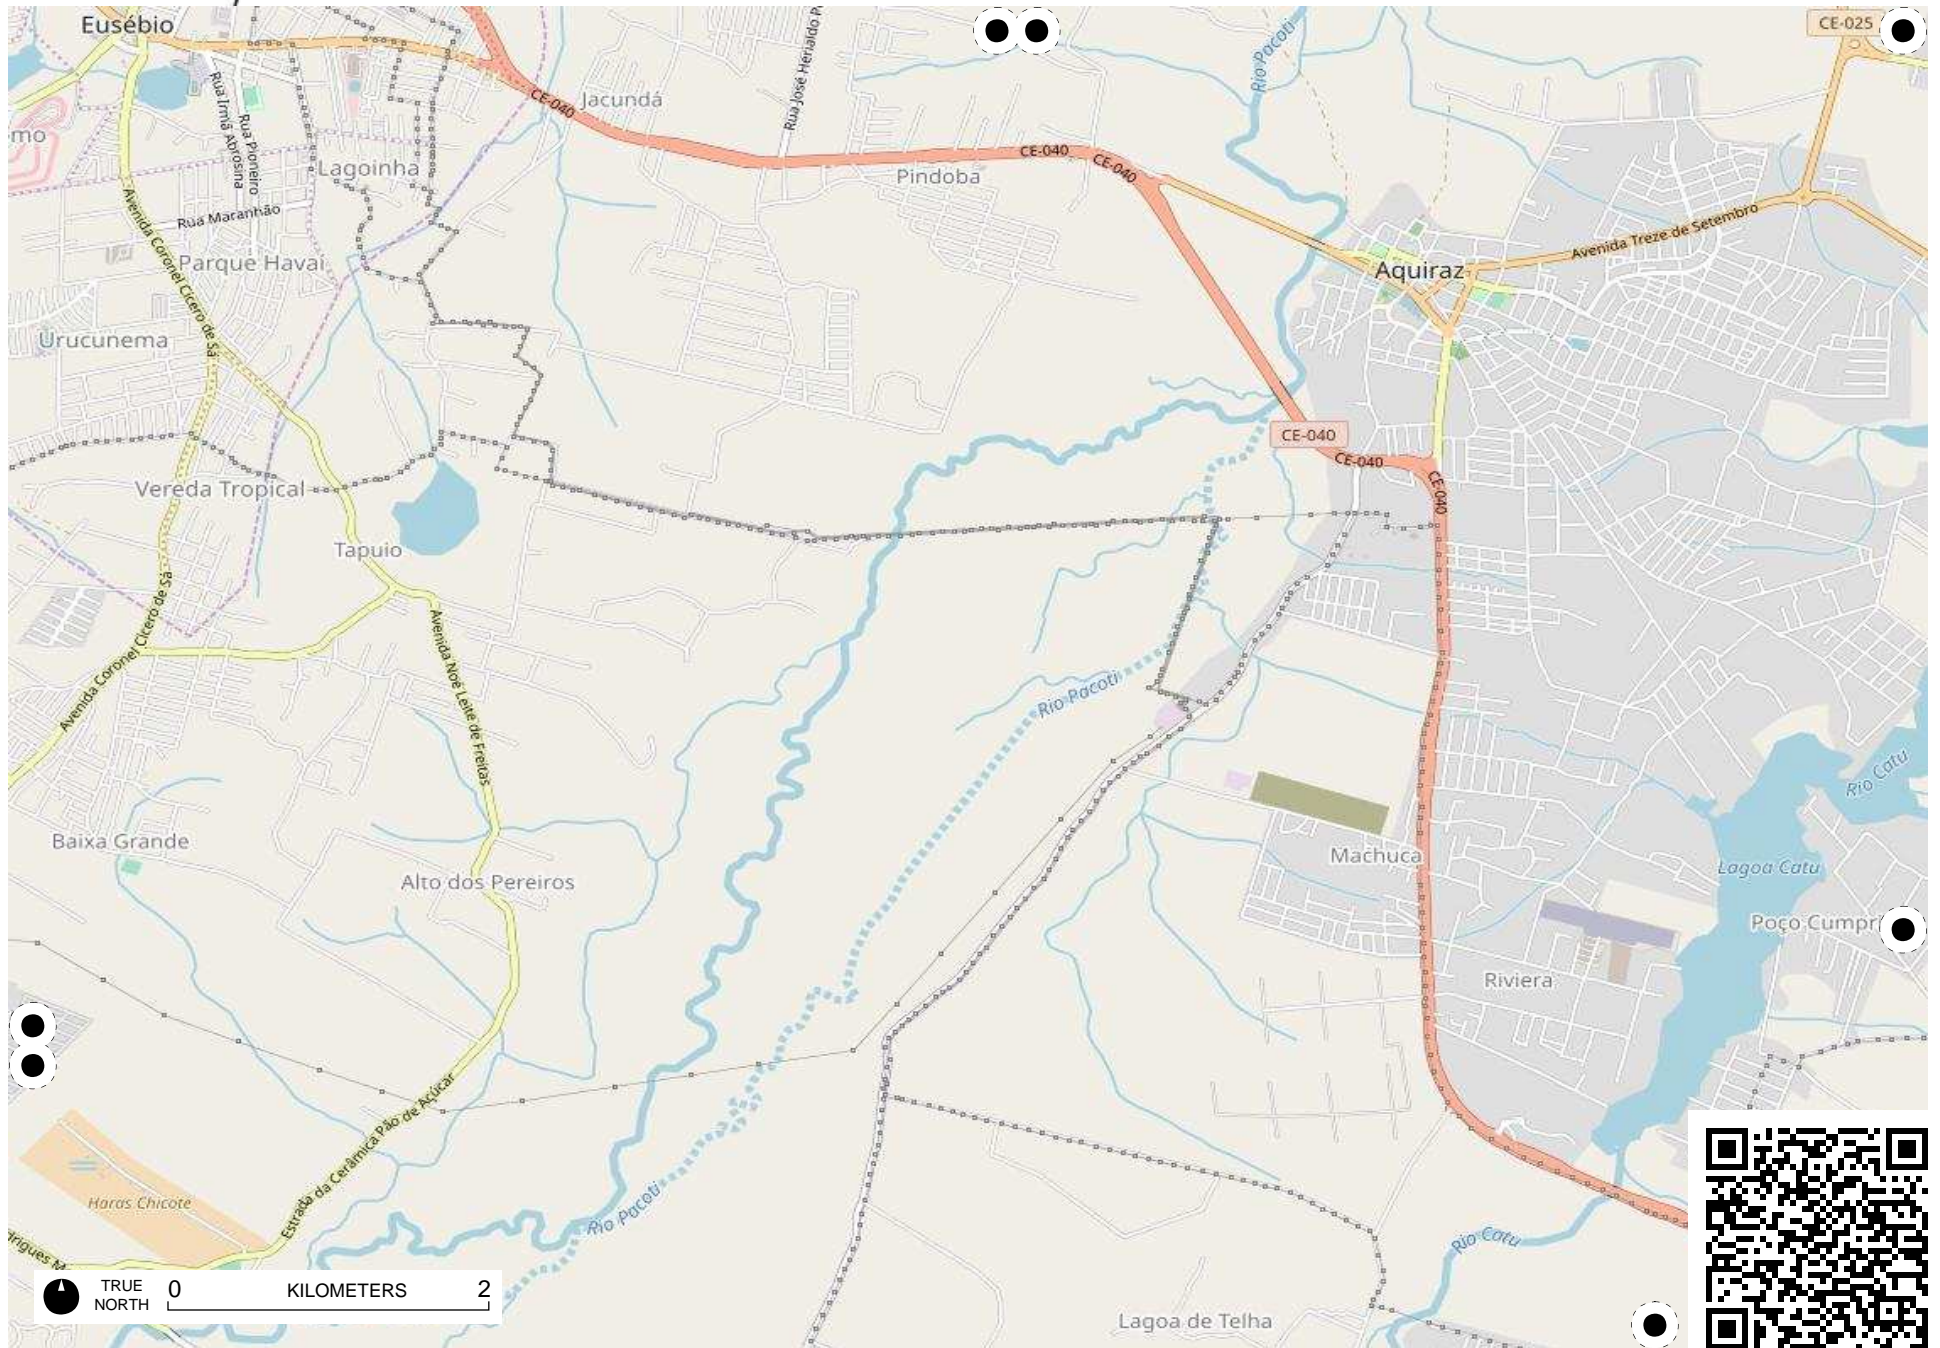 Eusébio
CE-025
Rio Pacoti
Rua José Herialdo P
Jacundá
CE-040
Rua Irmã Abrosina
Rua Pioneiro
mo
Lagoinha
CE-040
CE-040
Pindoba
Rua Maranhão
Avenida Coronel Cícero de Sá
Avenida Treze de Setembro
Parque Havaí
Aquiraz
Urucunema
CE-040
CE-040
CE-040
Vereda Tropical
Tapuio
Avenida Coronel Cícero de Sá
Avenida Noé Leite de Freitas
Rio Pacoti
Rio Catu
Baixa Grande
Machuca
Lagoa Catu
Alto dos Pereiros
Poço Cumpri
Riviera
Estrada da Cerâmica Pão de Açúcar
Haras Chicote
Rio Pacoti
drigues M
Rio Catu
TRUE
NORTH
0 KILOMETERS 2
Lagoa de Telha